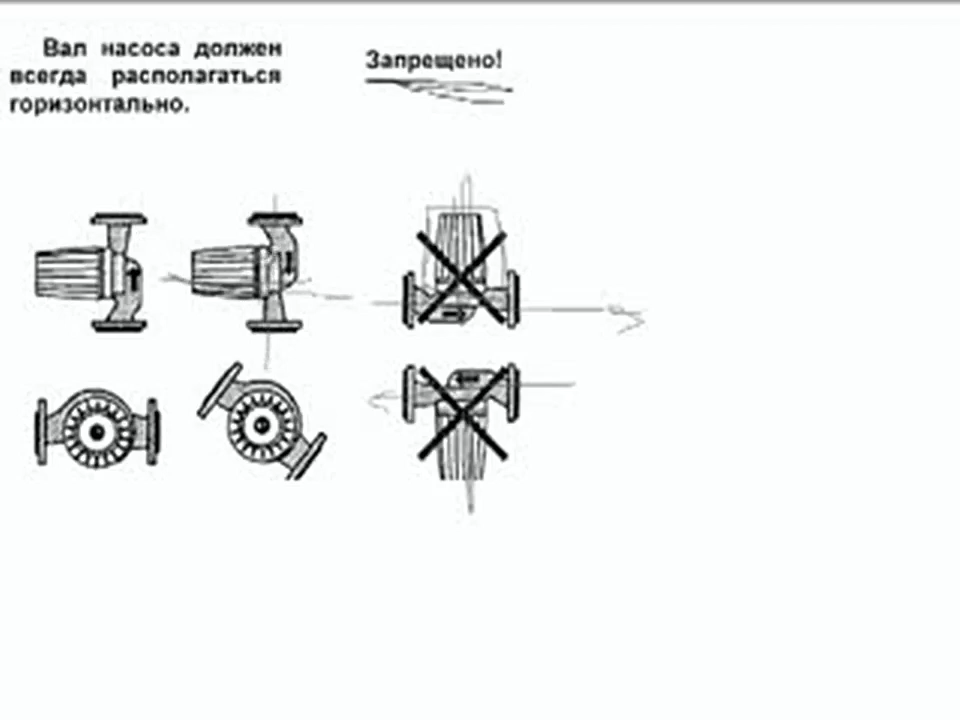 Вал насоса должен
всегда располагаться
горизонтально.
Запрещено!